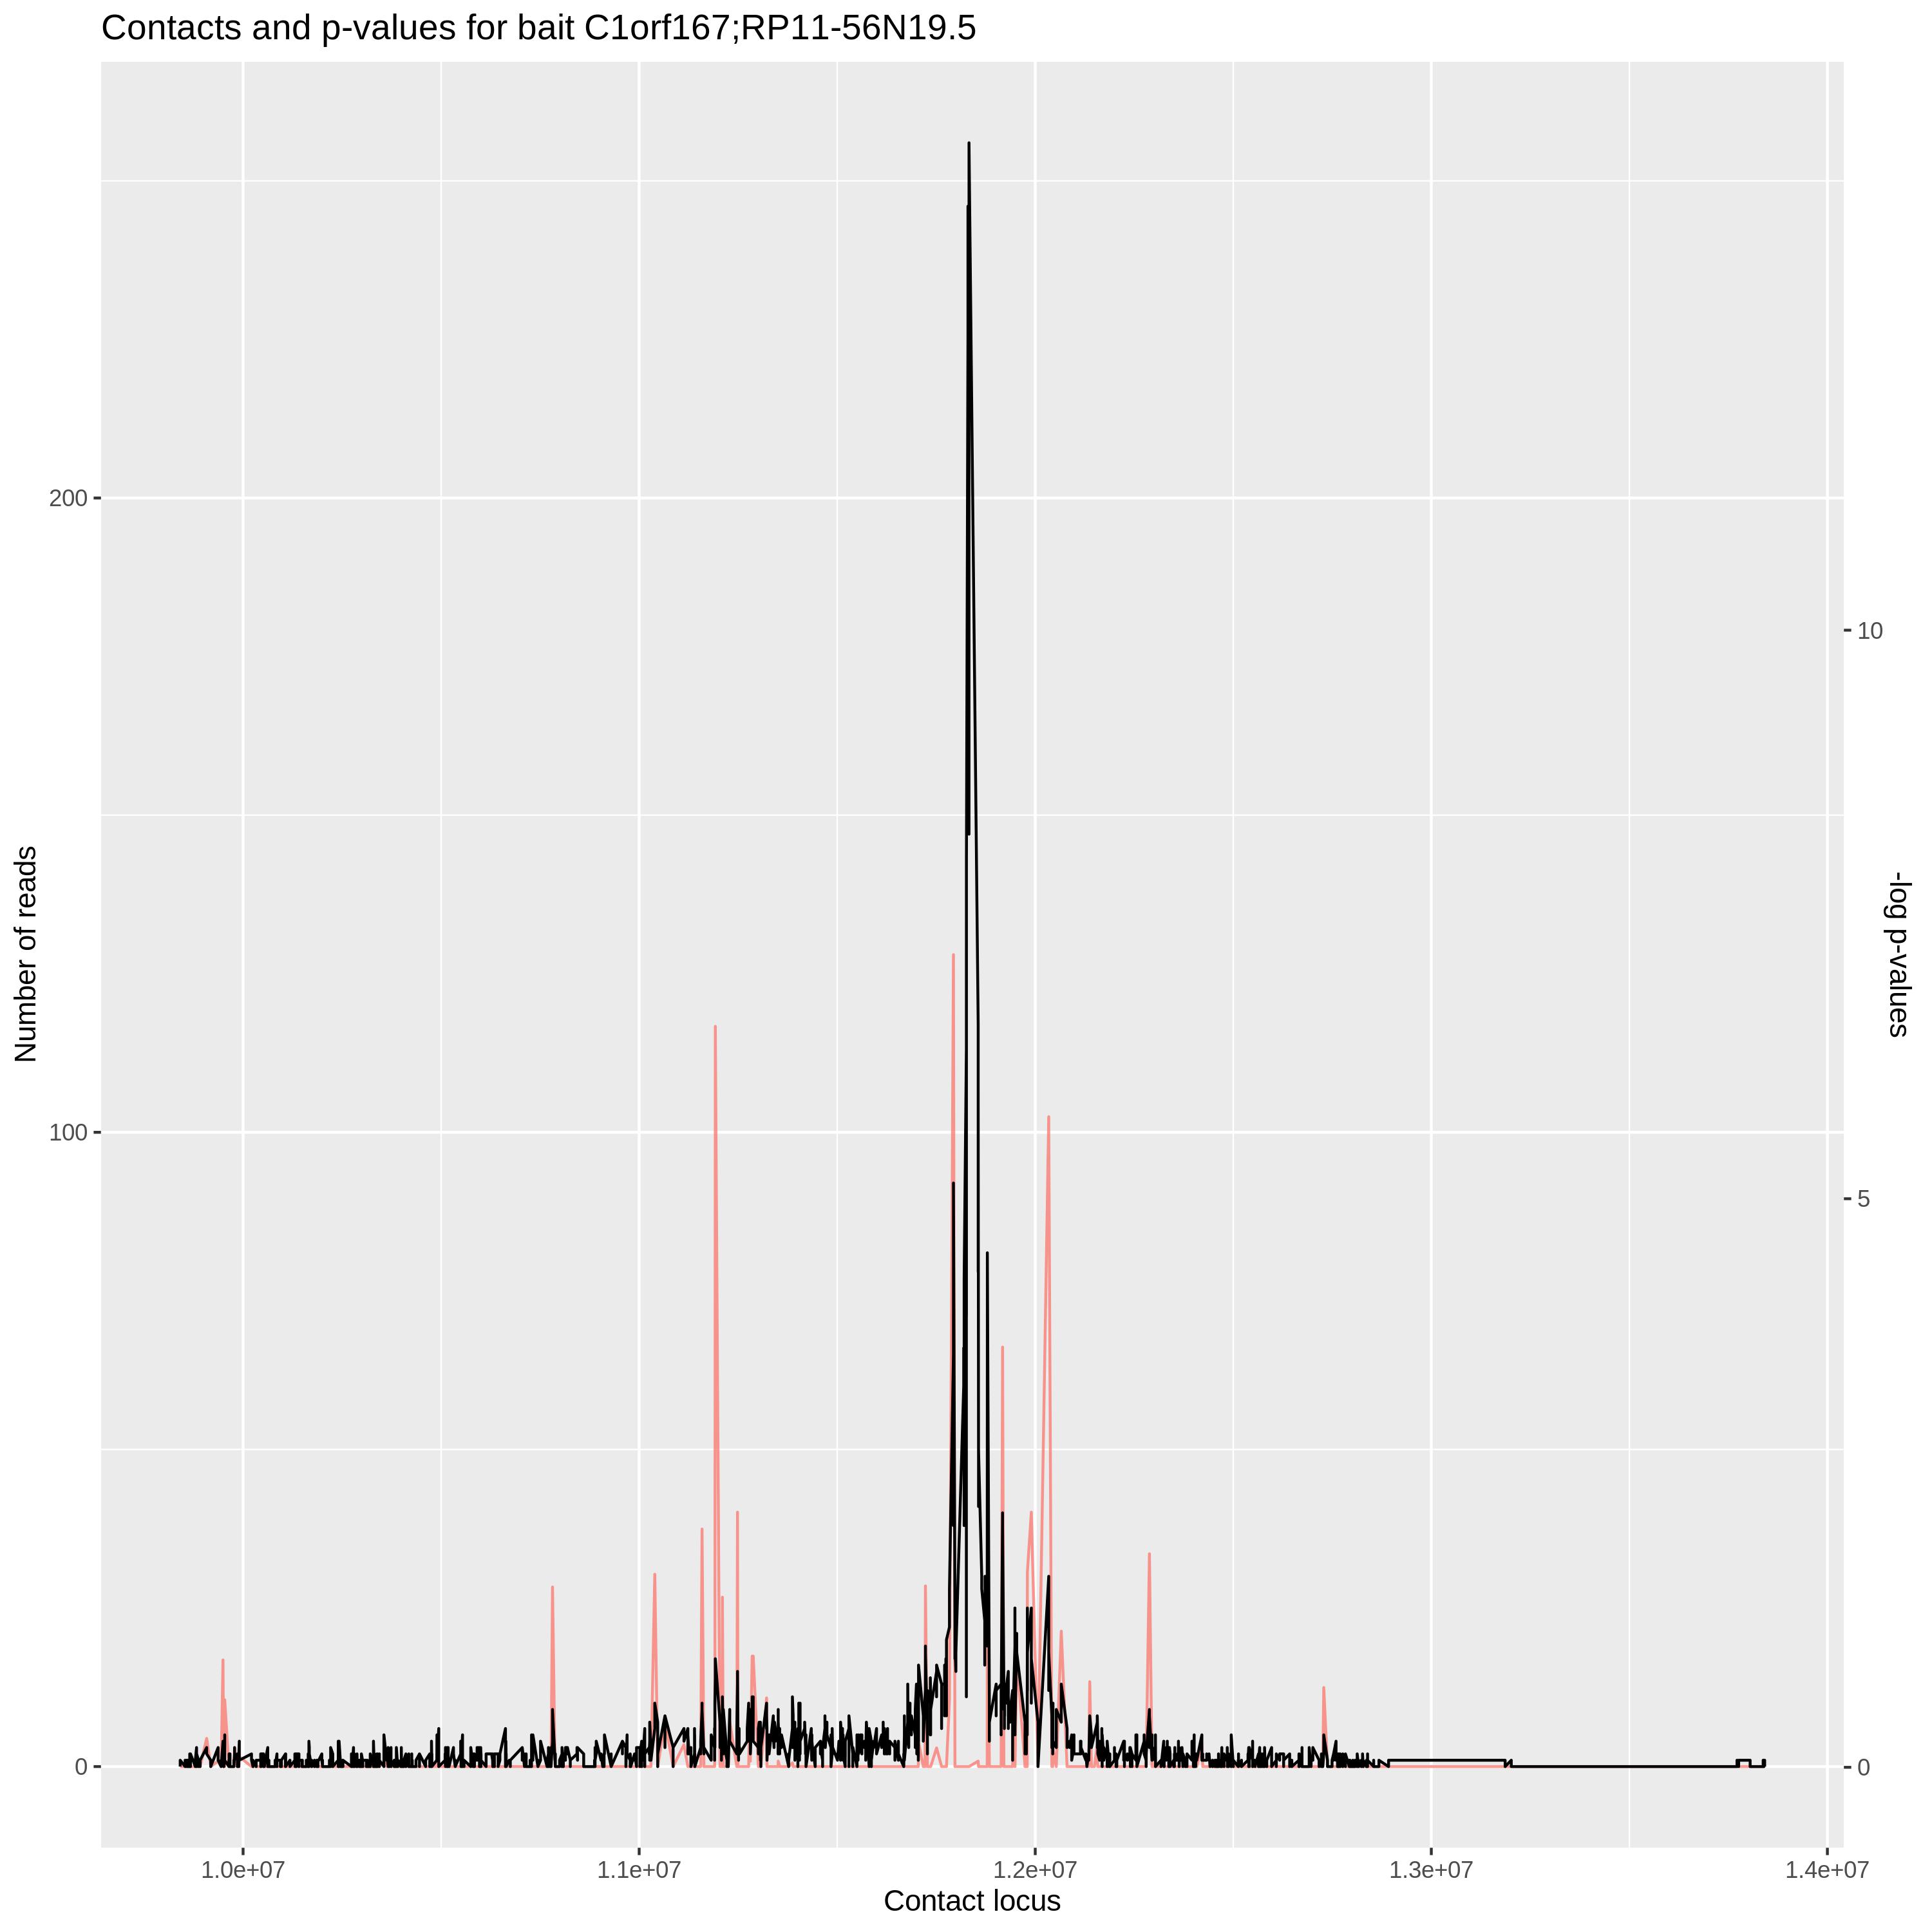 Contacts and p-values for bait C1orf167;RP11-56N19.5
Number of reads
200
100
0
10
5
0
-log p-values
1.0e+07 1.1e+07 1.2e+07 1.3e+07 1.4e+07
Contact locus